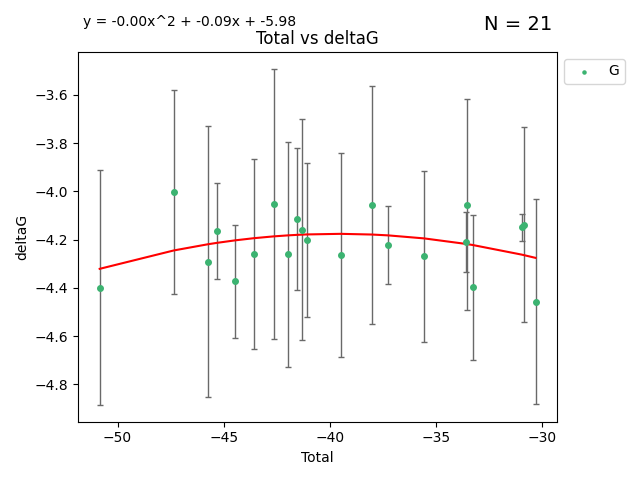 y = -0.00x^2 + -0.09x + -5.98
N = 21
Total vs deltaG
G
−3.6
−3.8
−4.0
−4.2
−4.4
−4.6
−4.8
deltaG
−50
−45
−40
−35
−30
Total